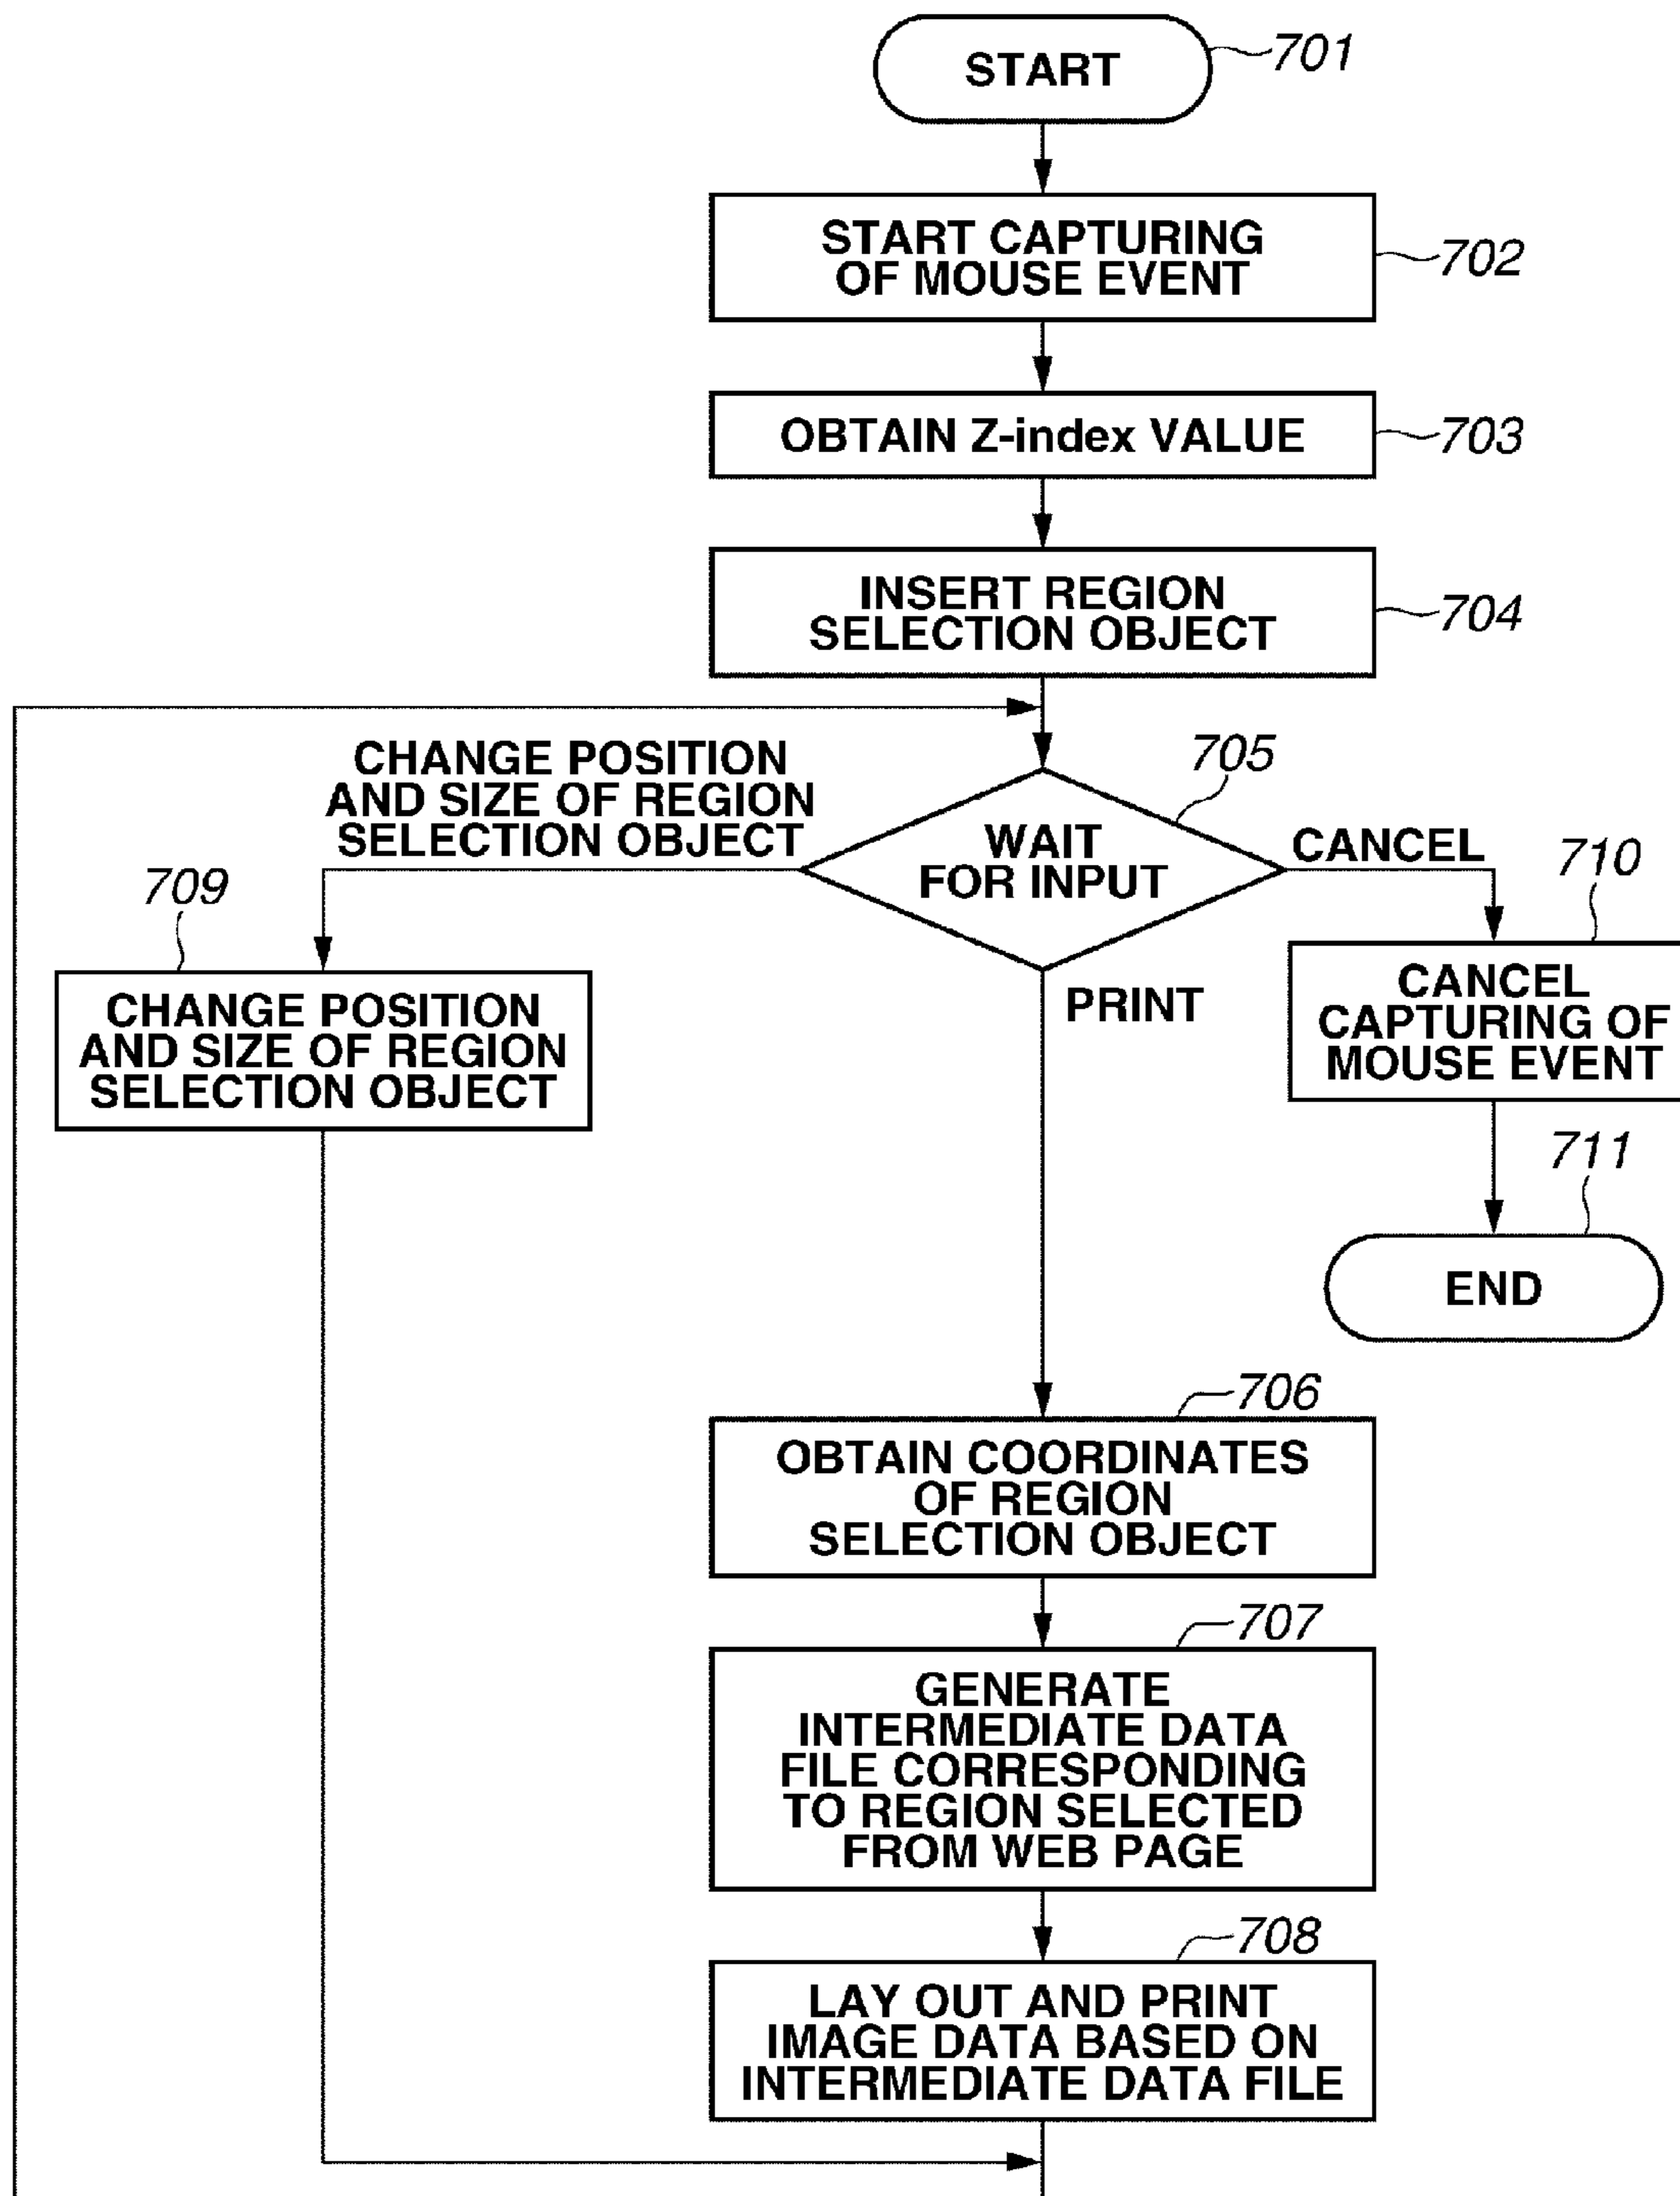 START
701
START CAPTURING
OF MOUSE EVENT
702
OBTAIN Z-index VALUE
703
INSERT REGION
SELECTION OBJECT
704
CHANGE POSITION
AND SIZE OF REGION
SELECTION OBJECT
705
WAIT
FOR INPUT
CANCEL
710
709
CHANGE POSITION
AND SIZE OF REGION
SELECTION OBJECT
PRINT
CANCEL
CAPTURING OF
MOUSE EVENT
711
END
706
OBTAIN COORDINATES
OF REGION
SELECTION OBJECT
707
GENERATE
INTERMEDIATE DATA
FILE CORRESPONDING
TO REGION SELECTED
FROM WEB PAGE
708
LAY OUT AND PRINT
IMAGE DATA BASED ON
INTERMEDIATE DATA FILE